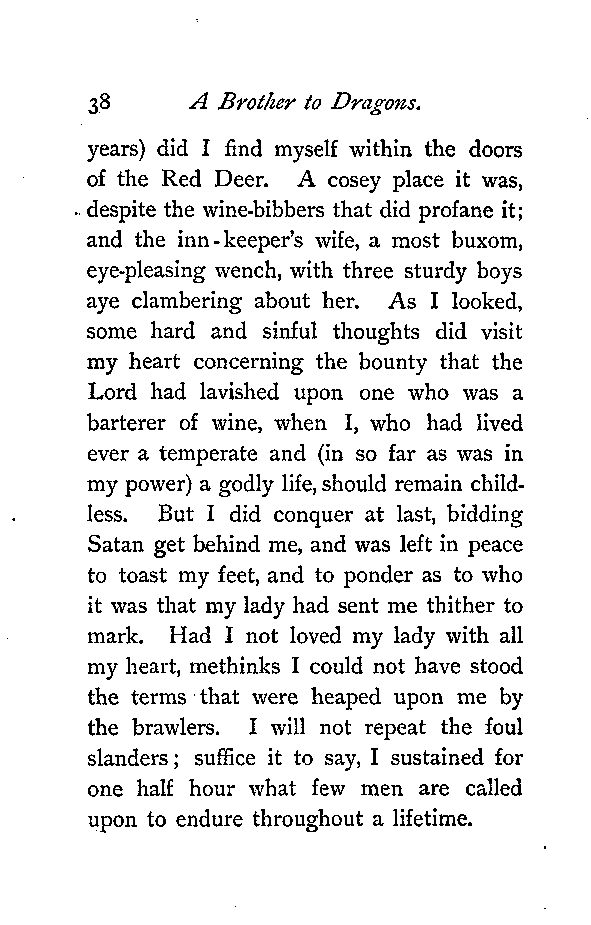 38 A Brother to Dragons.
years) did I find myself within the doors
of the Red Deer. A cosey place it was,
despite the wine-bibbers that did profane it;
and the inn-keeper's wife, a most buxom,
eye-pleasing wench, with three sturdy boys
aye clambering about her. As I looked,
some hard and sinful thoughts did visit
my heart concerning the bounty that the
Lord had lavished upon one who was a
barterer of wine, when I, who had lived
ever a temperate and (in so far as was in
my power) a godly life, should remain child-
less. But I did conquer at last, bidding
Satan get behind me, and was left in peace
to toast my feet, and to ponder as to who
it was that my lady had sent me thither to
mark. Had I not loved my lady with all
my heart, methinks I could not have stood
the terms that were heaped upon me by
the brawlers. I will not repeat the foul
slanders; suffice it to say, I sustained for
one half hour what few men are called
upon to endure throughout a lifetime.